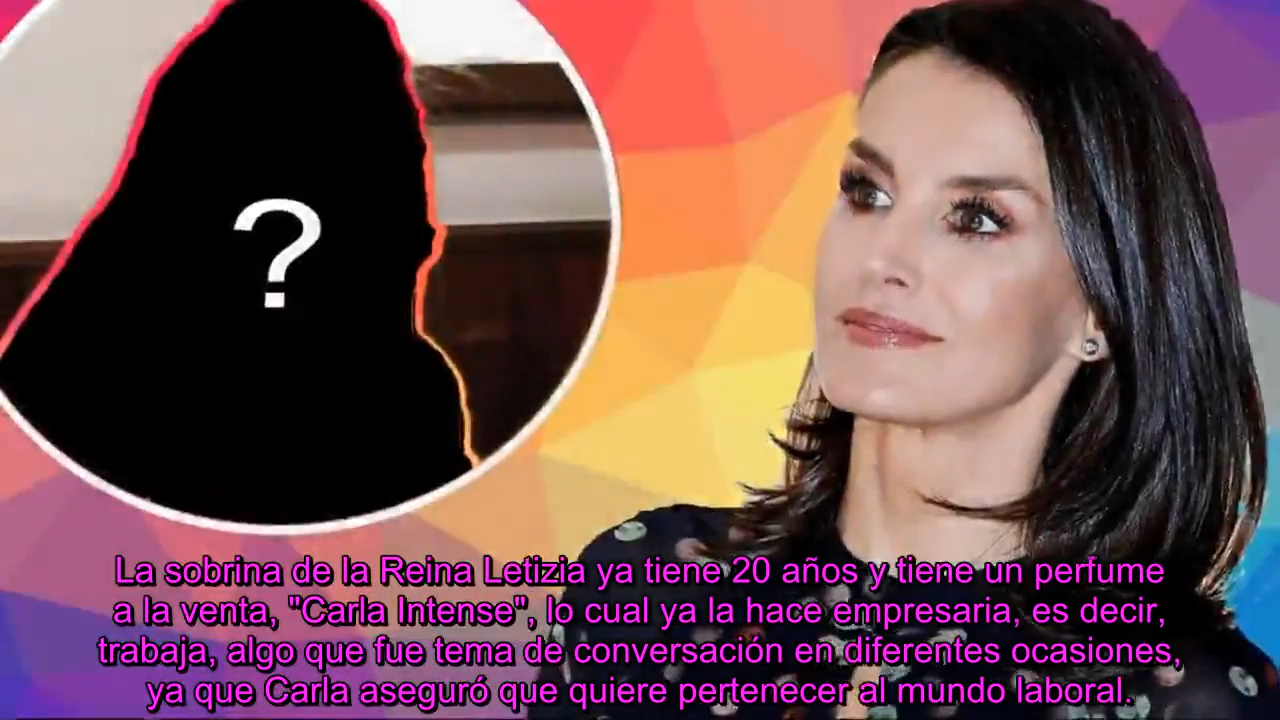 ?
La sobrina de la Reina Letizia ya tiene 20 años y tiene un perfume
a la venta, "Carla Intense", lo cual ya la hace empresaria, es decir,
trabaja, algo que fue tema de conversación en diferentes ocasiones,
ya que Carla aseguró que quiere pertenecer al mundo laboral.